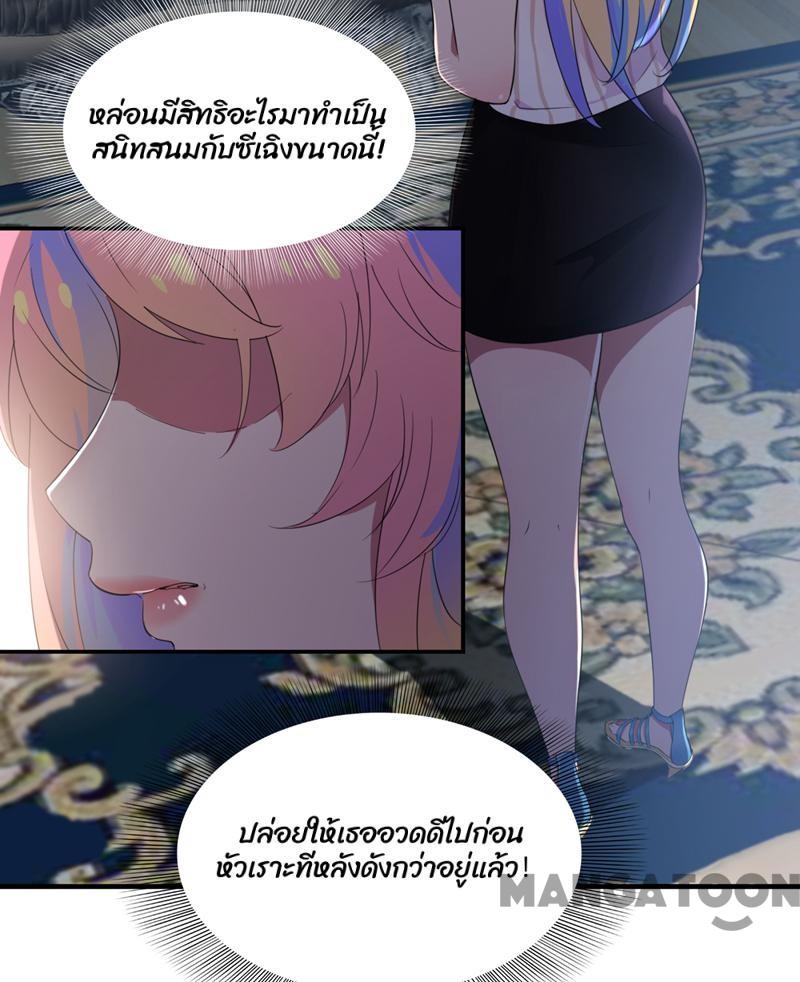 หล่อนมีสิทธิอะไรมาทำเป็น
สนิทสนมกับซีเฉิงขนาดนี้!
ปล่อยให้เธออวดดีไปก่อน
หัวเราะทีหลังดังกว่าอยู่แล้ว!
MANGATOON